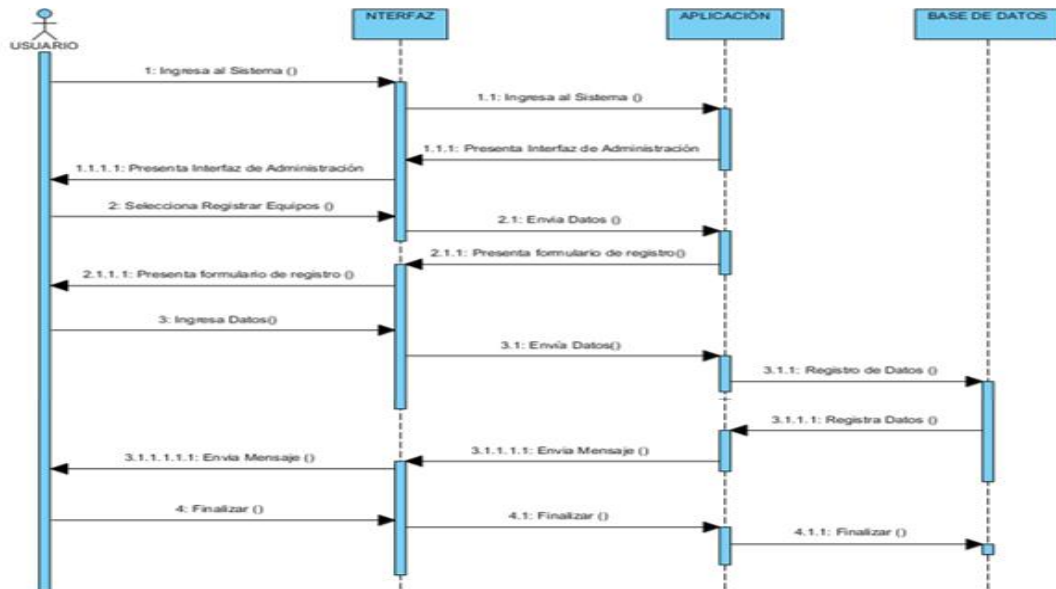 USUARIO
NTERFAZ
APLICACIÓN
BASE DE DATOS
1: Ingresa al Sistema ()
1.1: Ingresa al Sistema ()
1.1.1: Presenta Interfaz de Administración
1.1.1.1: Presenta Interfaz de Administración
2: Selecciona Registrar Equipos ()
2.1: Envia Datos ()
2.1.1: Presenta formulario de registro()
2.1.1.1: Presenta formulario de registro ()
3: Ingresa Datos()
3.1: Envía Datos()
3.1.1: Registro de Datos ()
3.1.1.1: Registra Datos ()
3.1.1.1.1: Envia Mensaje ()
3.1.1.1.1.1: Envia Mensaje ()
4: Finalizar ()
4.1: Finalizar ()
4.1.1: Finalizar ()